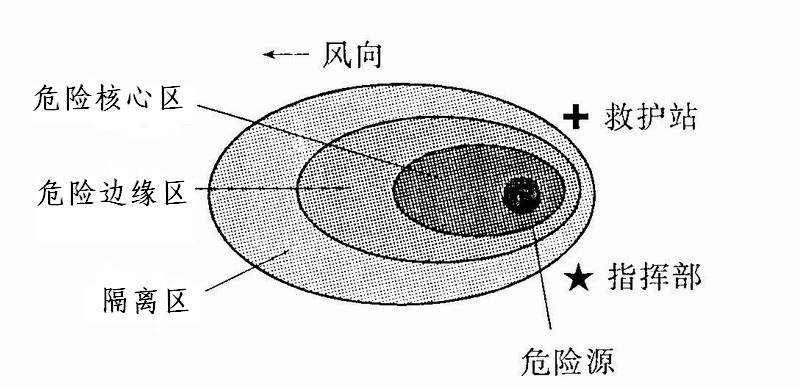 风向
危险核心区
救护站
危险边缘区
指挥部
隔离区
危险源